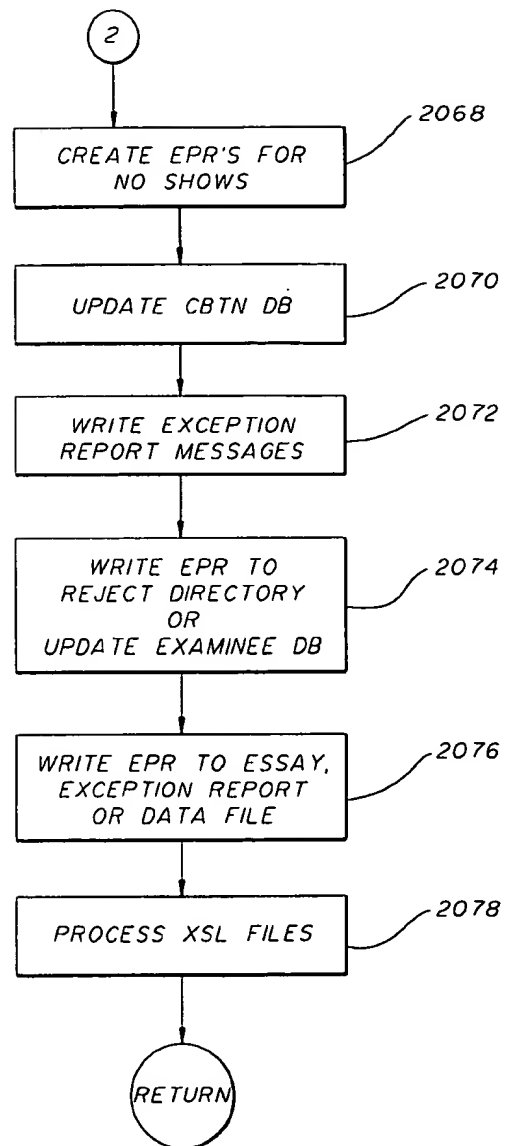 2
2068
CREATE EPR'S FOR
NO SHOWS
2070
UPDATE CBTN DB
2072
WRITE EXCEPTION
REPORT MESSAGES
2074
WRITE EPR TO
REJECT DIRECTORY
OR
UPDATE EXAMINEE DB
2076
WRITE EPR TO ESSAY,
EXCEPTION REPORT
OR DATA FILE
2078
PROCESS XSL FILES
RETURN